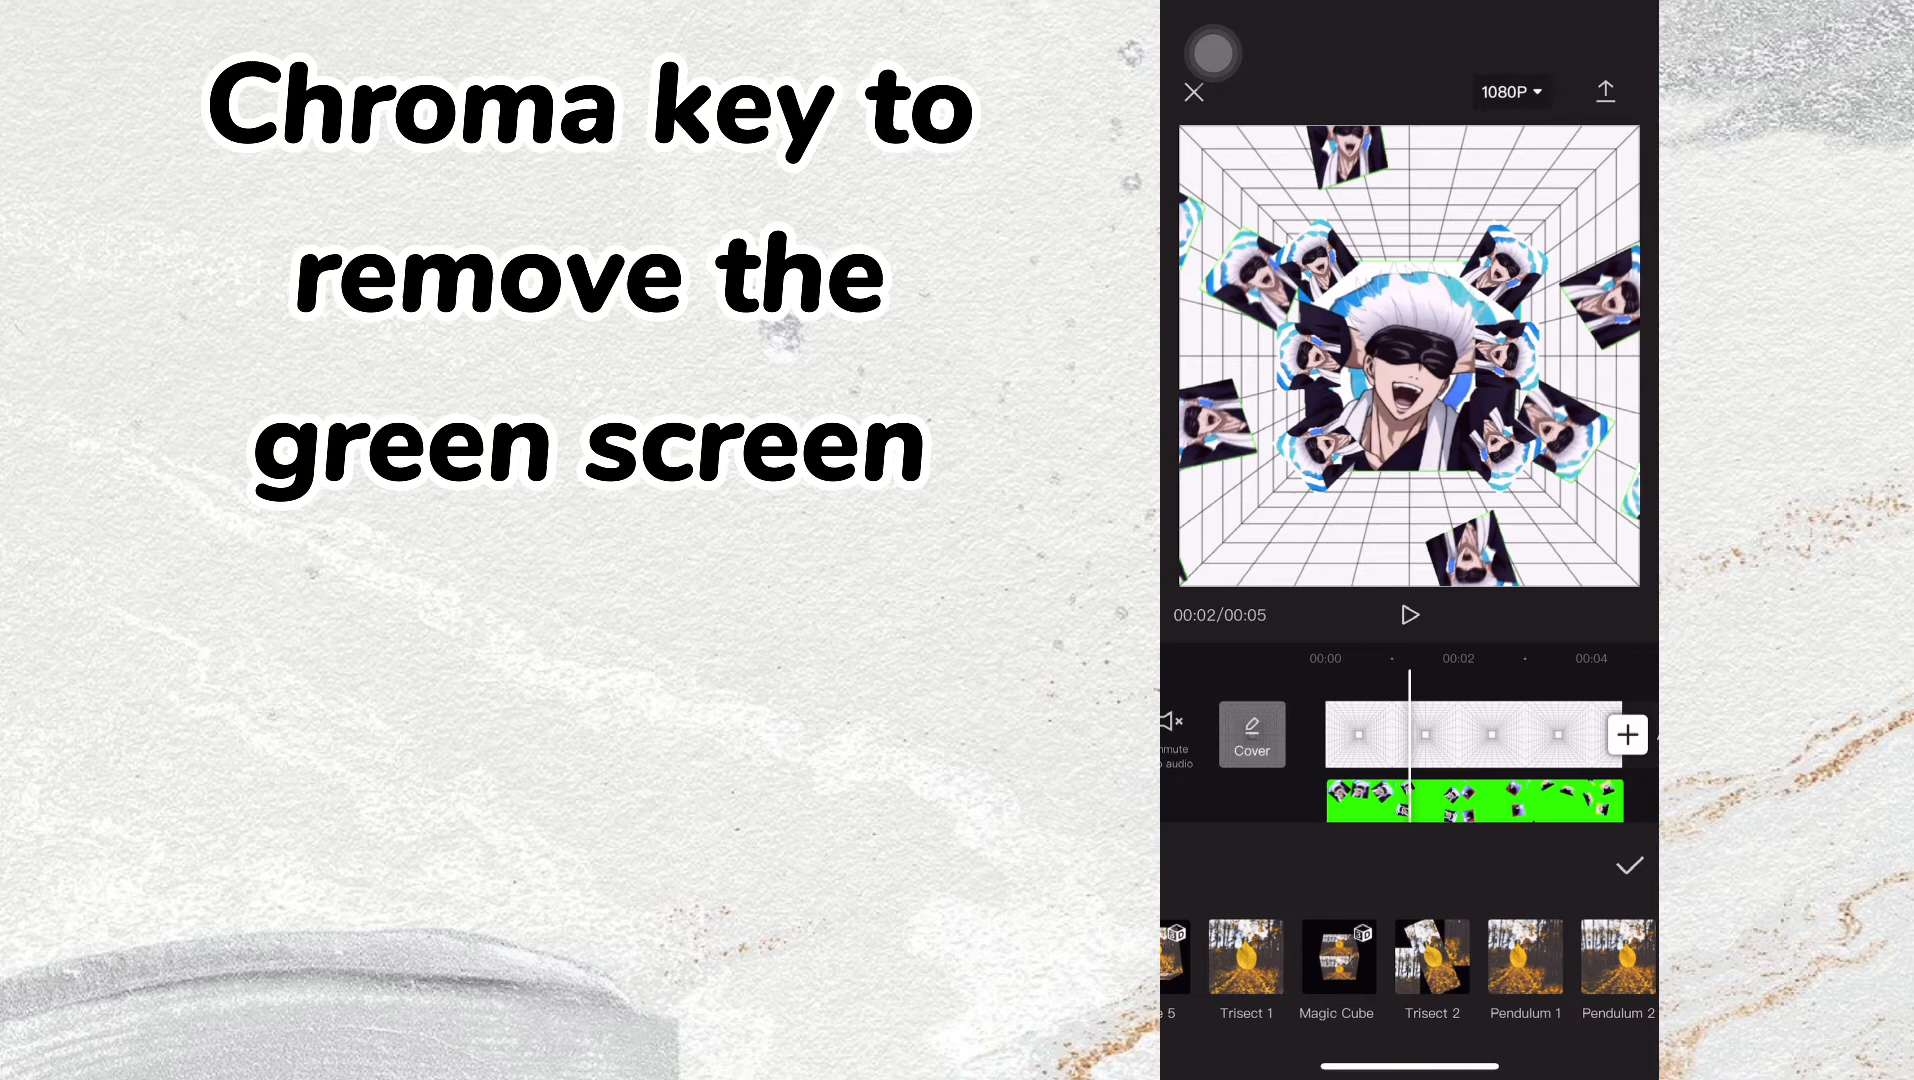 Chroma key to
remove the
green screen
1080P
00:02/00:05
00:00
00:02
00:04
Cover
audio
Trisect 1
Magic Cube
Trisect 2
Pendulum 1
Pendulum 2